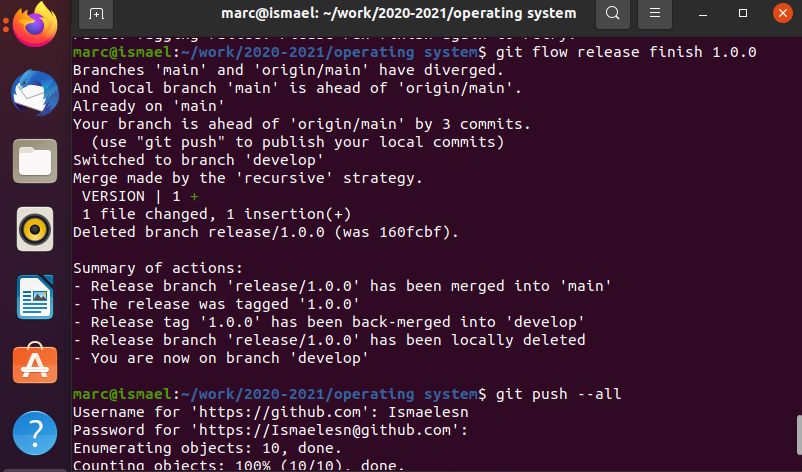 marc@ismael: ~/work/2020-2021/operating system
marc@ismael:~/work/2020-2021/operating system$ git flow release finish 1.0.0
Branches 'main' and 'origin/main' have diverged.
And local branch 'main' is ahead of 'origin/main'.
Already on 'main'
Your branch is ahead of 'origin/main' by 3 commits.
  (use "git push" to publish your local commits)
Switched to branch 'develop'
Merge made by the 'recursive' strategy.
 VERSION | 1 +
 1 file changed, 1 insertion(+)
Deleted branch release/1.0.0 (was 160fcbf).

Summary of actions:
- Release branch 'release/1.0.0' has been merged into 'main'
- The release was tagged '1.0.0'
- Release tag '1.0.0' has been back-merged into 'develop'
- Release branch 'release/1.0.0' has been locally deleted
- You are now on branch 'develop'

marc@ismael:~/work/2020-2021/operating system$ git push --all
Username for 'https://github.com': Ismaelesn
Password for 'https://Ismaelesn@github.com':
Enumerating objects: 10, done.
Counting objects: 100% (10/10), done.